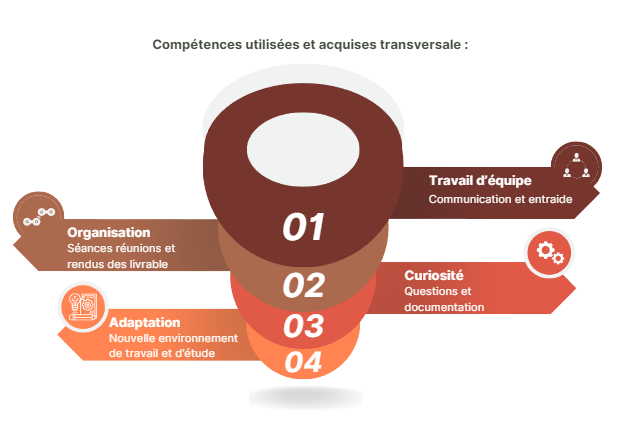 Compétences utilisées et acquises transversale :
01
Travail d'équipe
Communication et entraide
02
Organisation
Séances réunions et
rendus des livrable
03
Curiosité
Questions et
documentation
04
Adaptation
Nouvelle environnement
de travail et d'étude